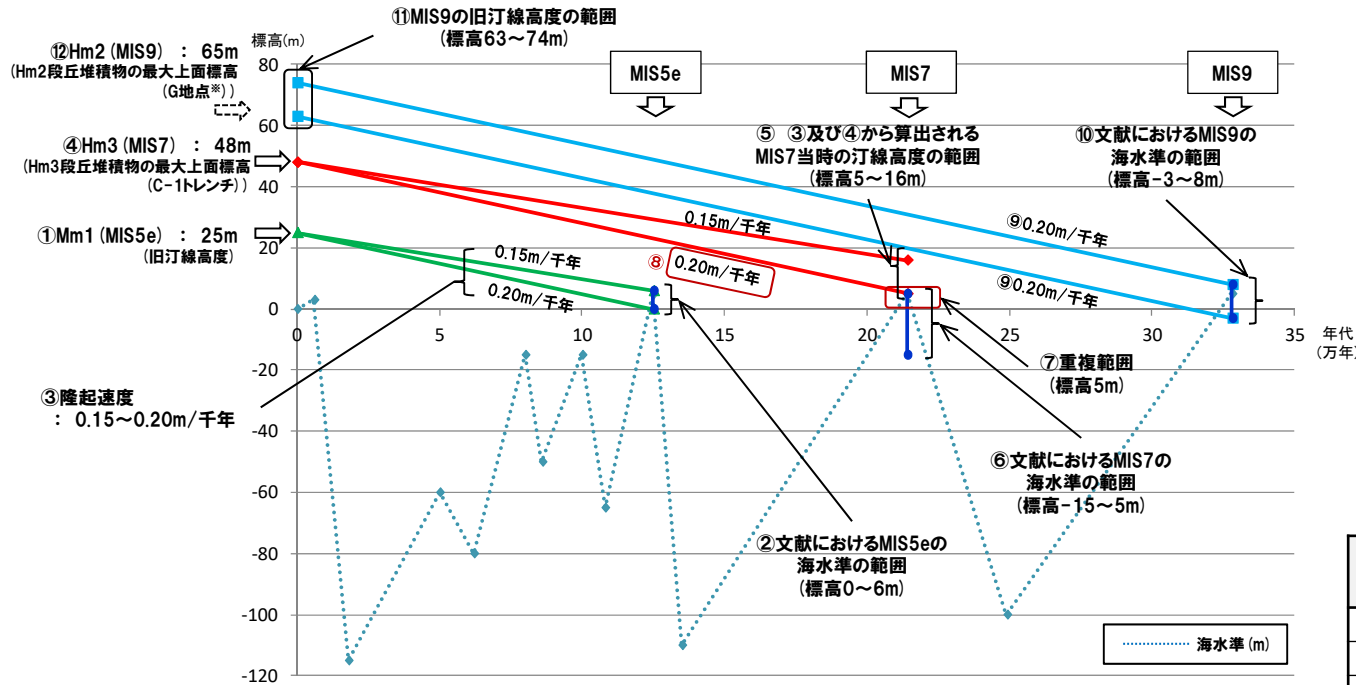 ⑪MIS9の旧汀線高度の範囲
(標高63～74m)
⑫Hm2(MIS9) ： 65m
(Hm2段丘堆積物の最大上面標高
(G地点※))
標高(m)
MIS5e
MIS7
MIS9
④Hm3(MIS7) ： 48m
(Hm3段丘堆積物の最大上面標高
(C-1トレンチ))
⑤ ③及び④から算出される
MIS7当時の汀線高度の範囲
(標高5～16m)
⑩文献におけるMIS9の
海水準の範囲
(標高-3～8m)
①Mm1(MIS5e) ： 25m
(旧汀線高度)
0.15m/千年
⑨0.20m/千年
0.15m/千年
⑧ 0.20m/千年
0.20m/千年
⑨0.20m/千年
80
60
40
20
0
-20
-40
-60
-80
-100
-120
0
5
10
15
20
25
30
35
年代
(万年)
③隆起速度
： 0.15～0.20m/千年
⑦重複範囲
(標高5m)
⑥文献におけるMIS7の
海水準の範囲
(標高-15～5m)
②文献におけるMIS5eの
海水準の範囲
(標高0～6m)
海水準(m)